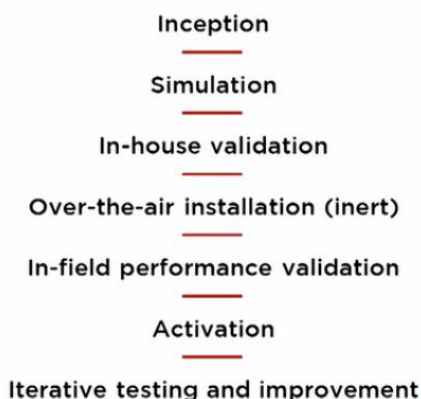 Inception
Simulation
In-house validation
Over-the-air installation (inert)
In-field performance validation
Activation
Iterative testing and improvement